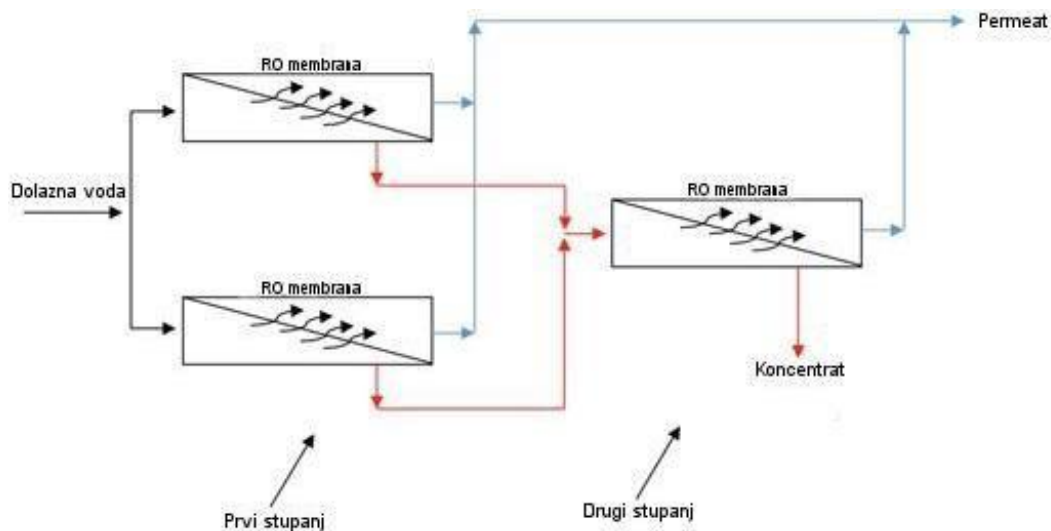 Permeat
RO membrana
Dolazna voda
RO membrana
RO membrana
Koncentrat
Prvi stupanj
Drugi stupanj